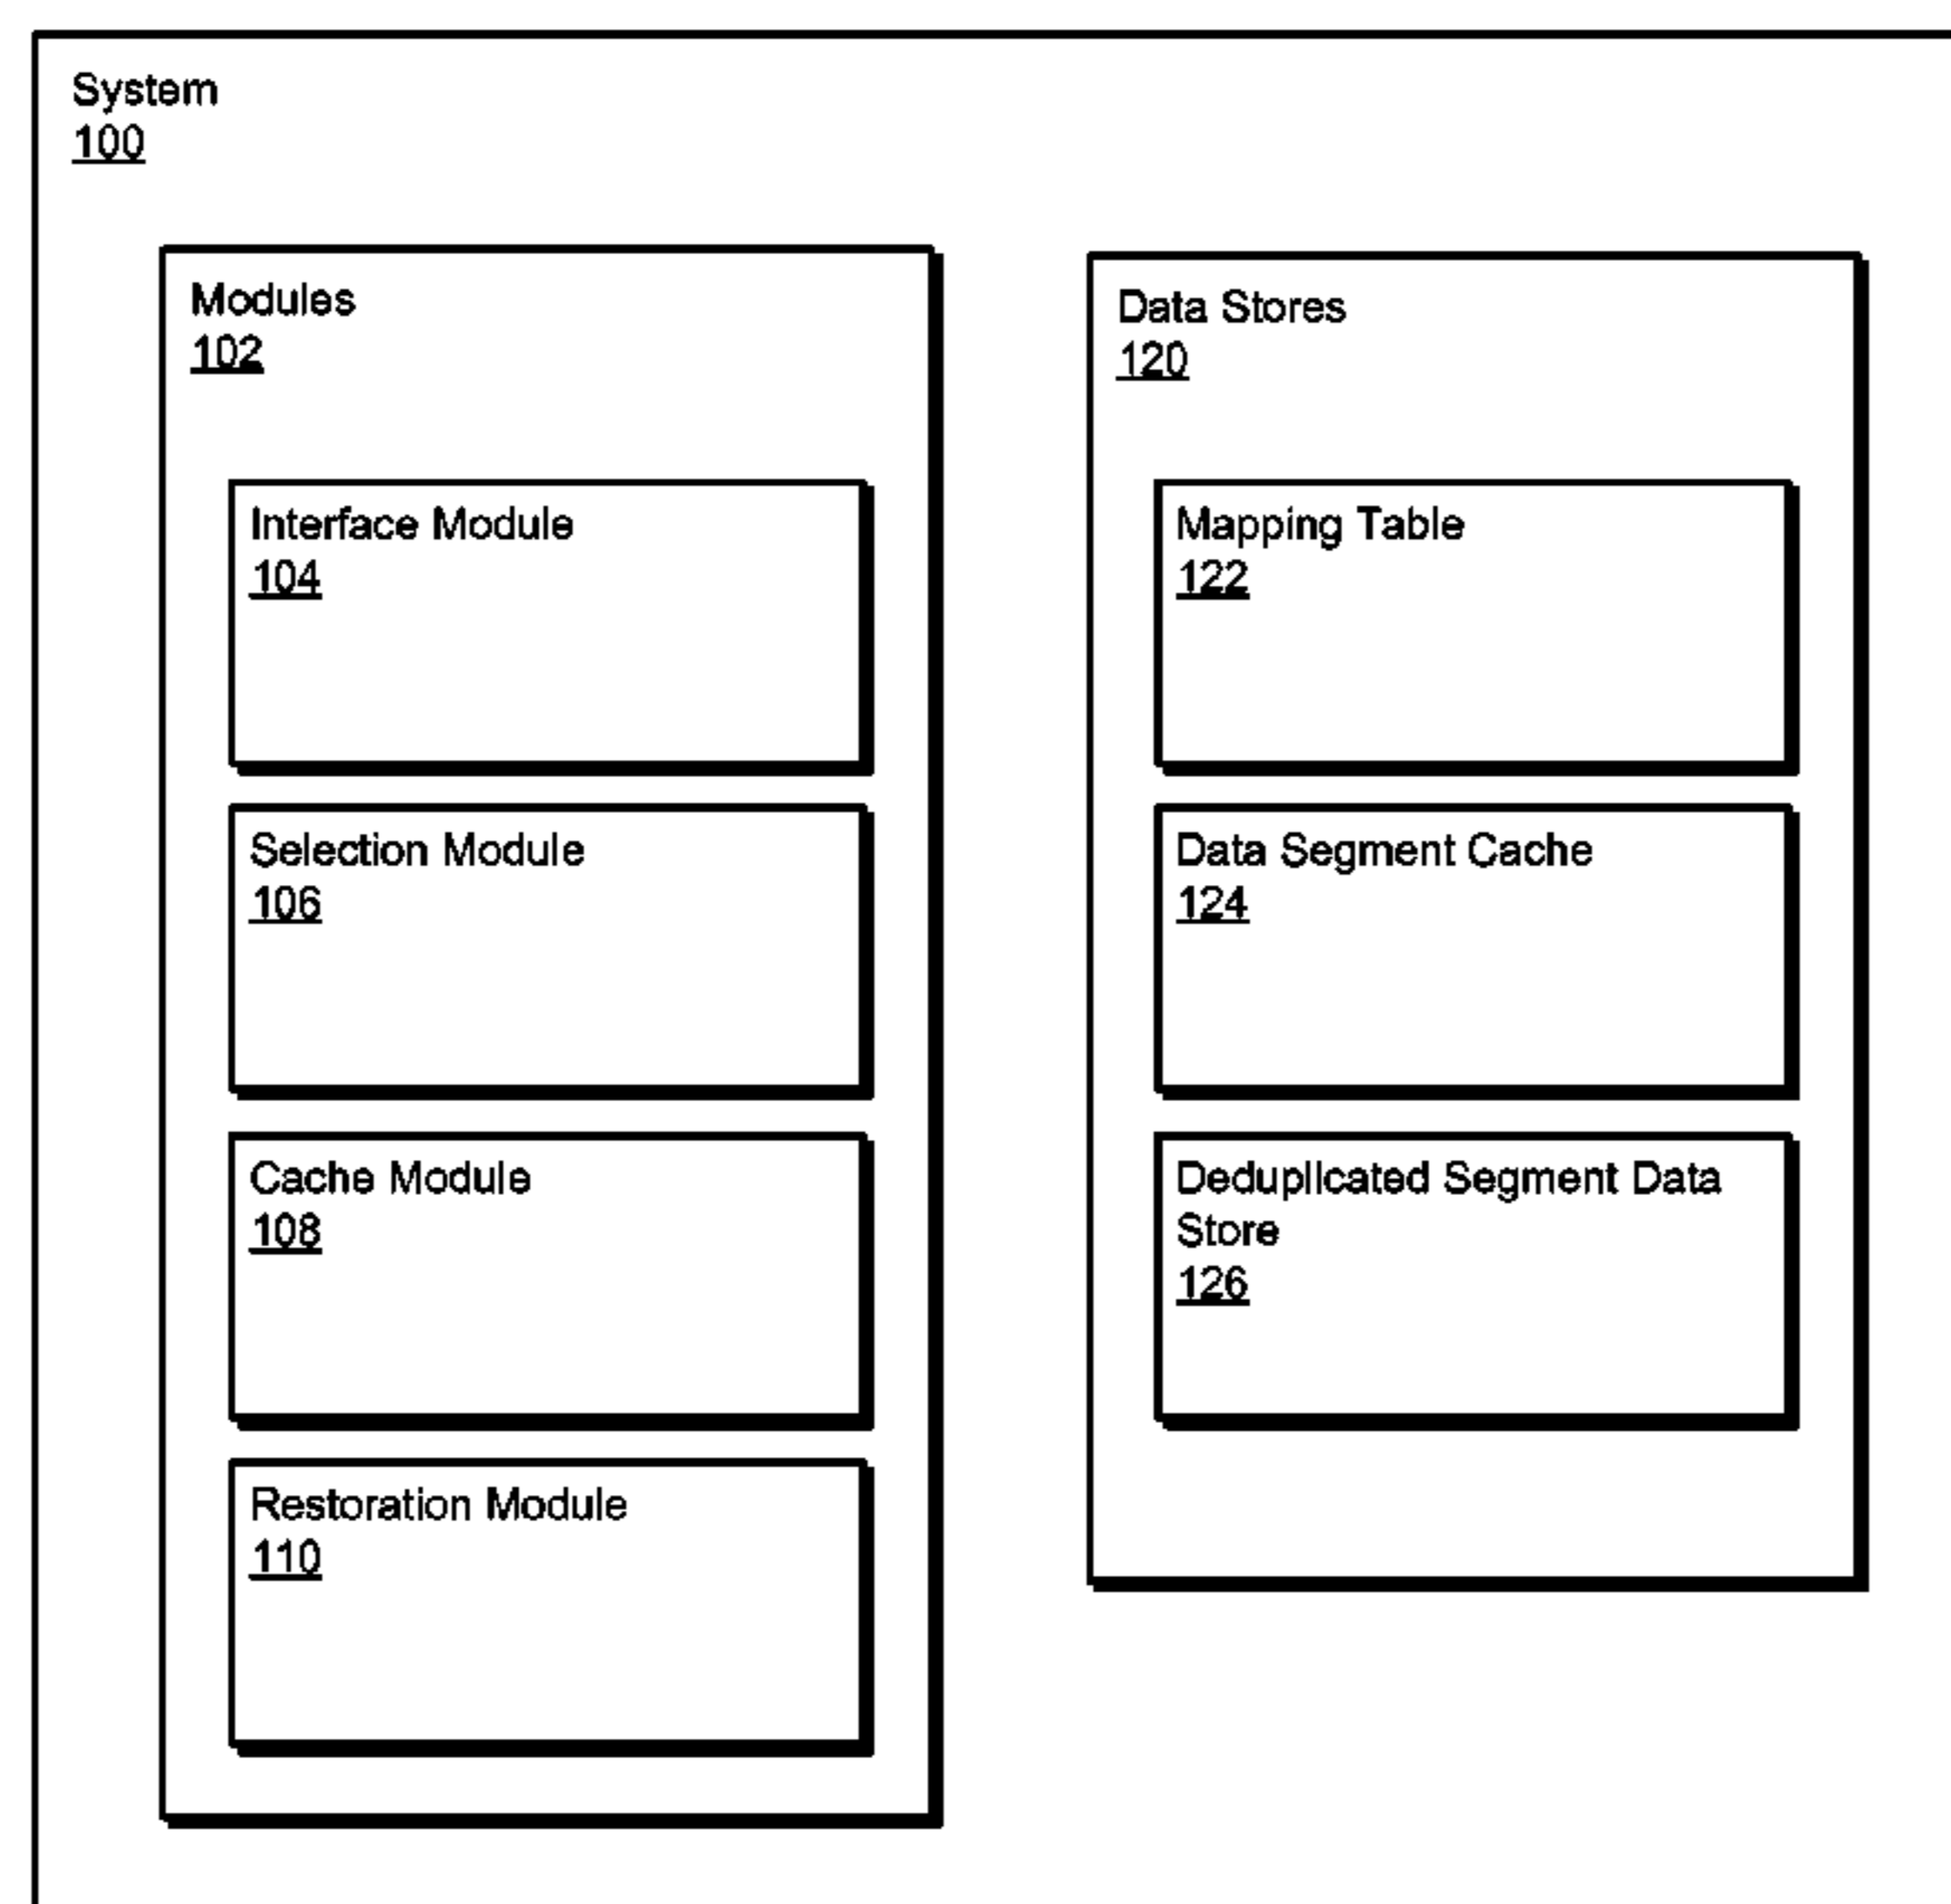 System
100
Modules
102
Interface Module
104
Selection Module
106
Cache Module
108
Restoration Module
110
Data Stores
120
Mapping Table
122
Data Segment Cache
124
Deduplicated Segment Data
Store
126